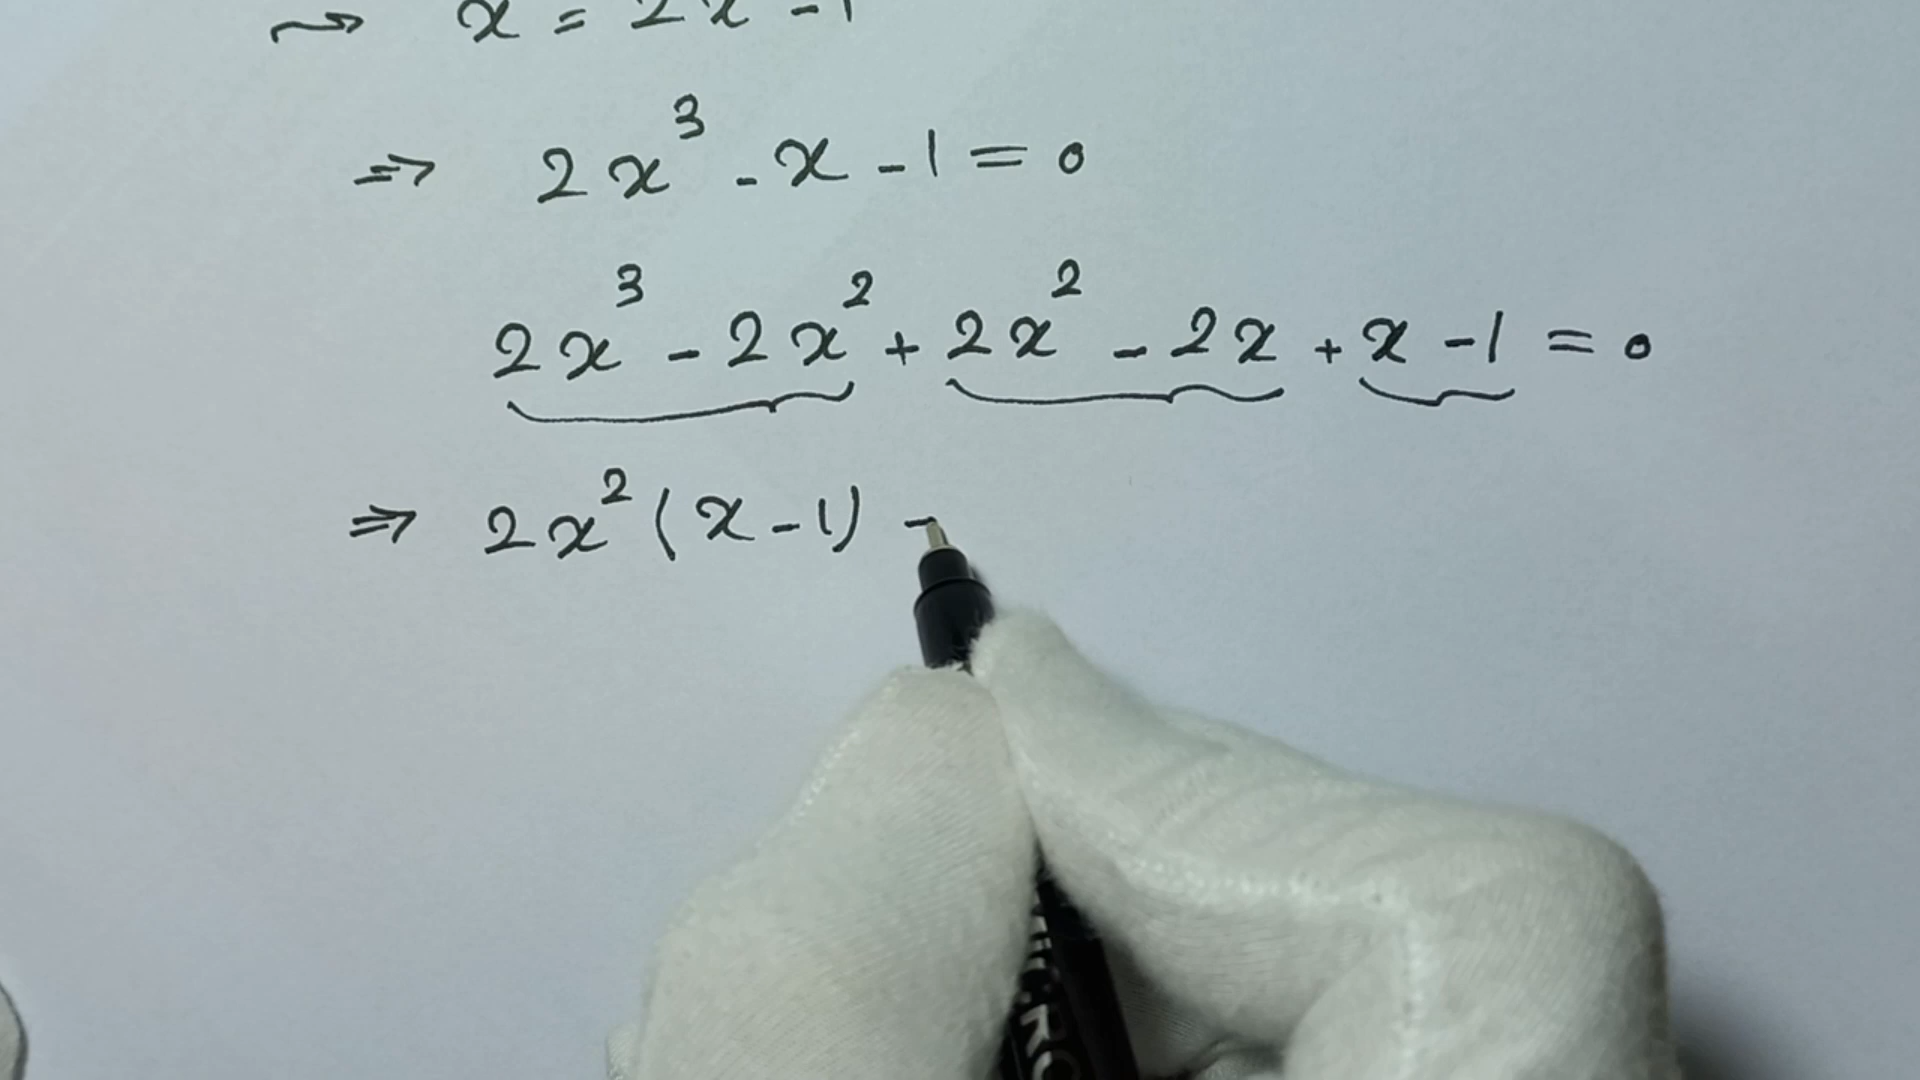 ⇒ 2x³ - x - 1 = 0
2x³ - 2x² + 2x² - 2x + x - 1 = 0
⇒ 2x² (x - 1) -